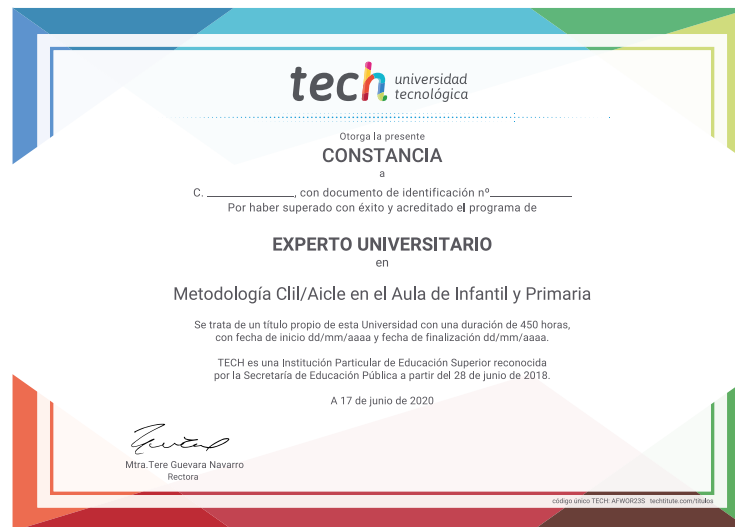 tech universidad
tecnológica
Otorga la presente
CONSTANCIA
a
C. ________________, con documento de identificación nº______________
Por haber superado con éxito y acreditado el programa de
EXPERTO UNIVERSITARIO
en
Metodología Clil/Aicle en el Aula de Infantil y Primaria
Se trata de un título propio de esta Universidad con una duración de 450 horas,
con fecha de inicio dd/mm/aaaa y fecha de finalización dd/mm/aaaa.
TECH es una Institución Particular de Educación Superior reconocida
por la Secretaría de Educación Pública a partir del 28 de junio de 2018.
A 17 de junio de 2020
Mtra.Tere Guevara Navarro
Rectora
código único TECH: AFWOR23S techtitute.com/titulos